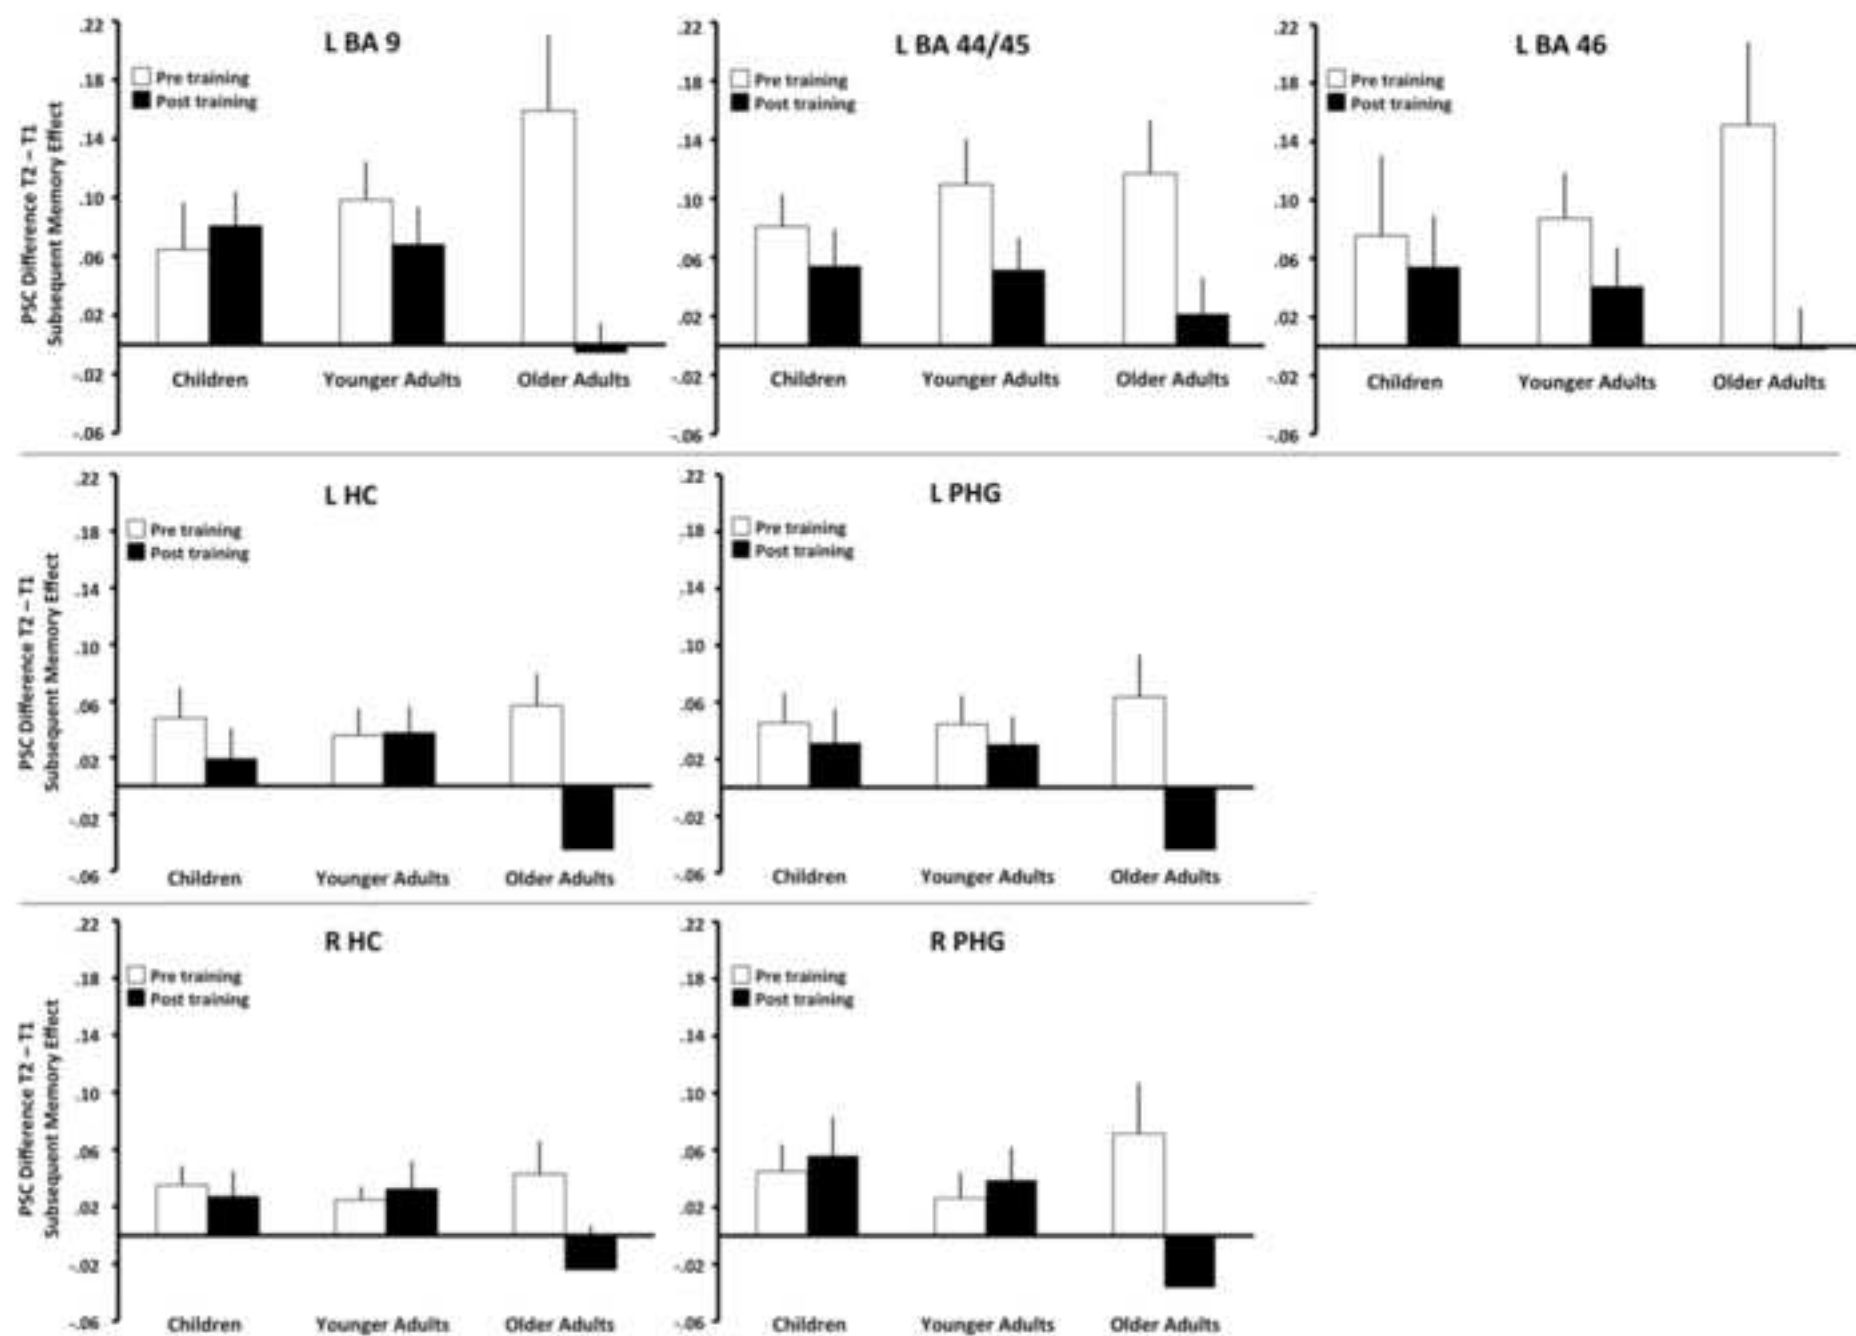 L BA 9
Pre training
Post training
PSC Difference T2 – T1
Subsequent Memory Effect
.22
.18
.14
.10
.06
.02
-.02
-.06
Children Younger Adults Older Adults
L BA 44/45
Pre training
Post training
.22
.18
.14
.10
.06
.02
-.02
-.06
Children Younger Adults Older Adults
L BA 46
Pre training
Post training
.22
.18
.14
.10
.06
.02
-.02
-.06
Children Younger Adults Older Adults
L HC
Pre training
Post training
PSC Difference T2 – T1
Subsequent Memory Effect
.22
.18
.14
.10
.06
.02
-.02
-.06
Children Younger Adults Older Adults
L PHG
Pre training
Post training
.22
.18
.14
.10
.06
.02
-.02
-.06
Children Younger Adults Older Adults
R HC
Pre training
Post training
PSC Difference T2 – T1
Subsequent Memory Effect
.22
.18
.14
.10
.06
.02
-.02
-.06
Children Younger Adults Older Adults
R PHG
Pre training
Post training
.22
.18
.14
.10
.06
.02
-.02
-.06
Children Younger Adults Older Adults